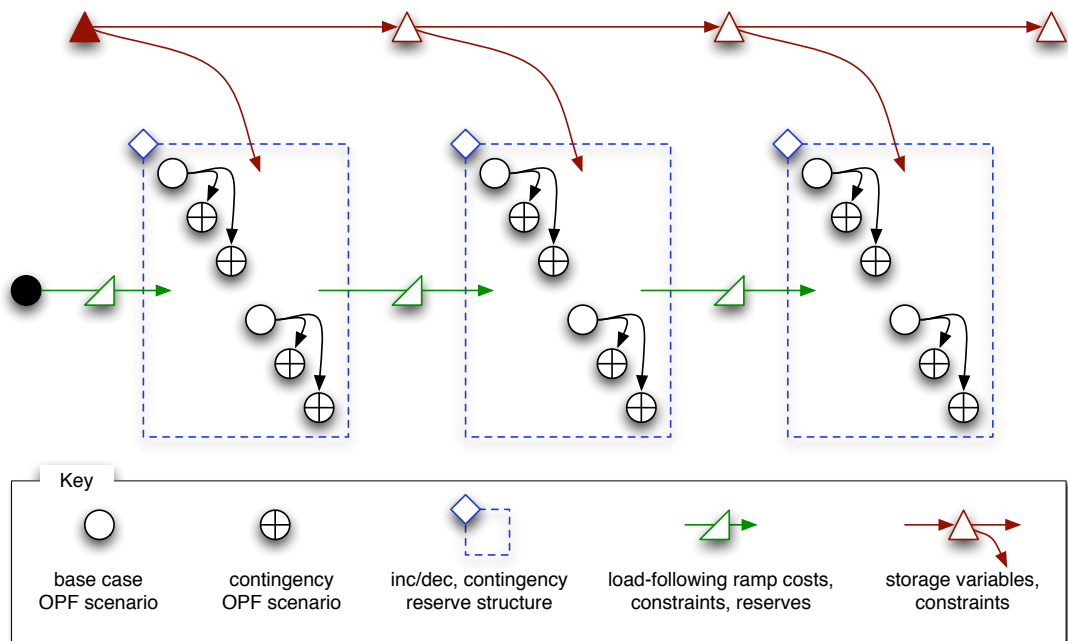 Key
base case
OPF scenario
contingency
OPF scenario
inc/dec, contingency
reserve structure
load-following ramp costs,
constraints, reserves
storage variables,
constraints